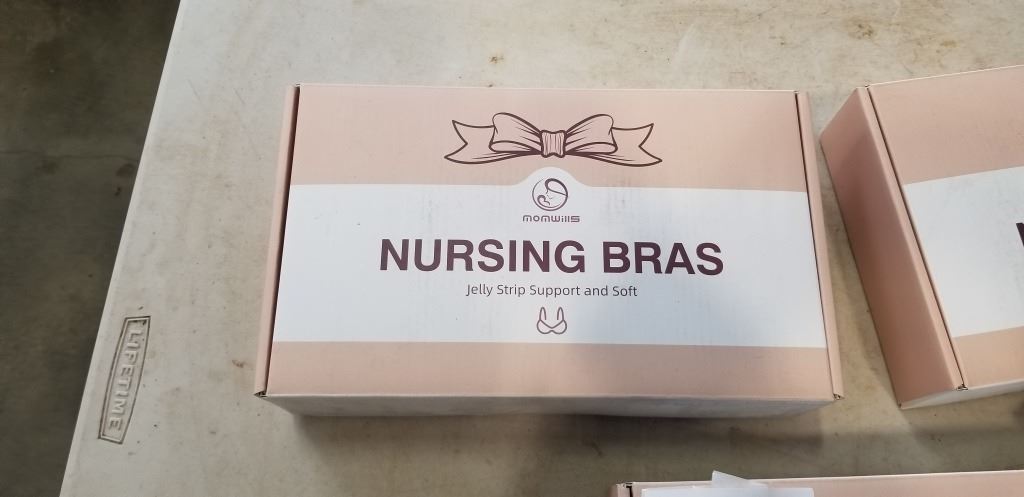 momwills
NURSING BRAS
Jelly Strip Support and Soft
LIFETIME